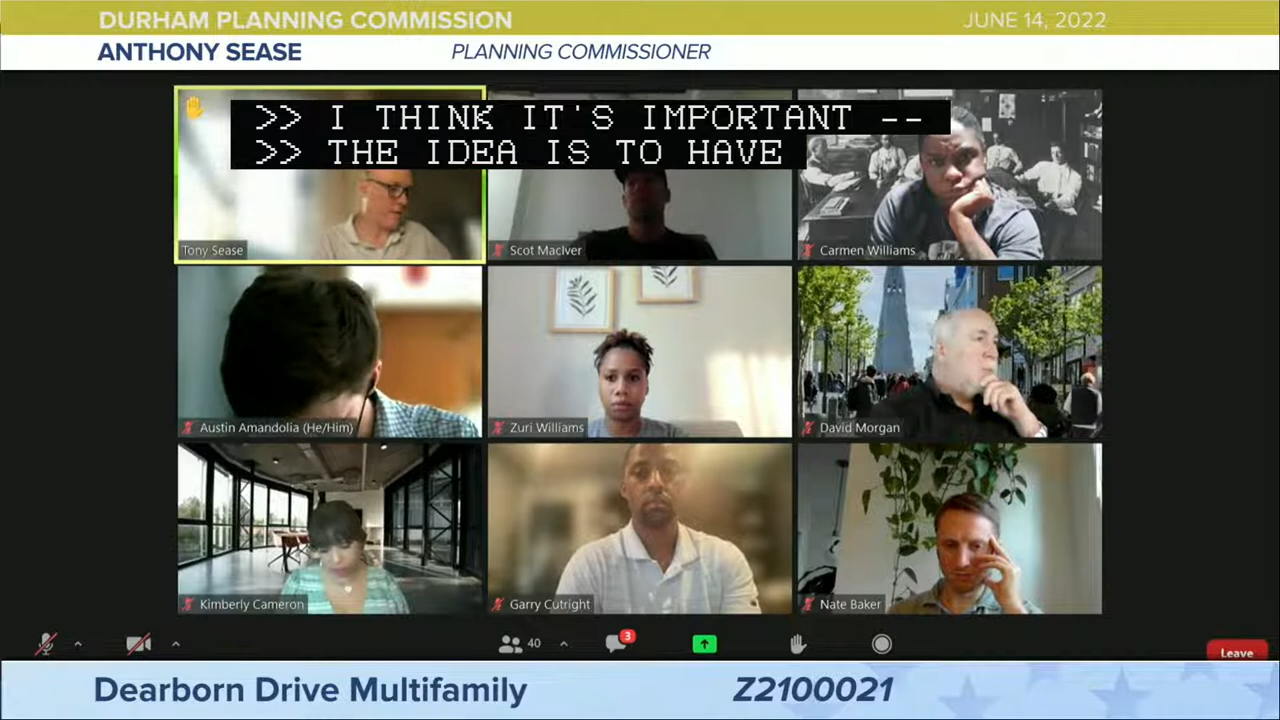 DURHAM PLANNING COMMISSION JUNE 14, 2022
ANTHONY SEASE PLANNING COMMISSIONER
>> I THINK IT'S IMPORTANT --
>> THE IDEA IS TO HAVE
Tony Sease Scot MacIver Carmen Williams
Austin Amandolia (He/Him) Zuri Williams David Morgan
Kimberly Cameron Garry Cutright Nate Baker
40 3 Leave
Dearborn Drive Multifamily Z2100021